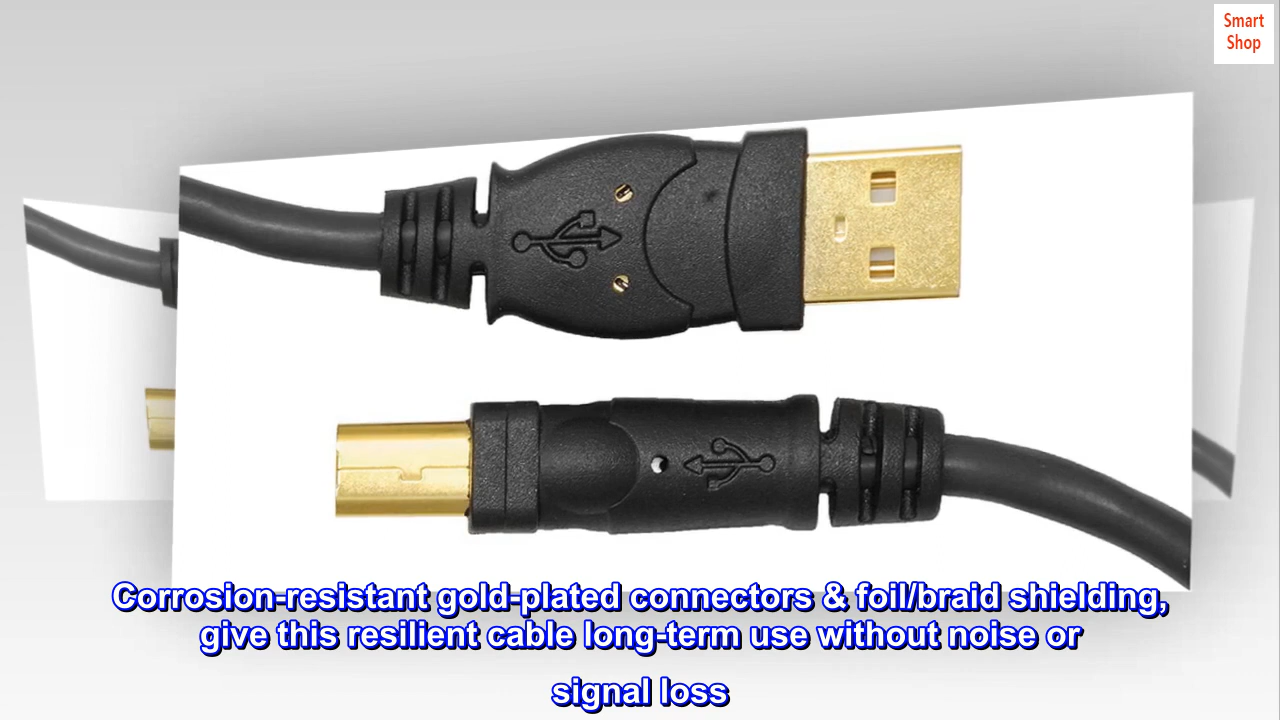 Smart
Shop
Corrosion-resistant gold-plated connectors & foil/braid shielding,
give this resilient cable long-term use without noise or
signal loss